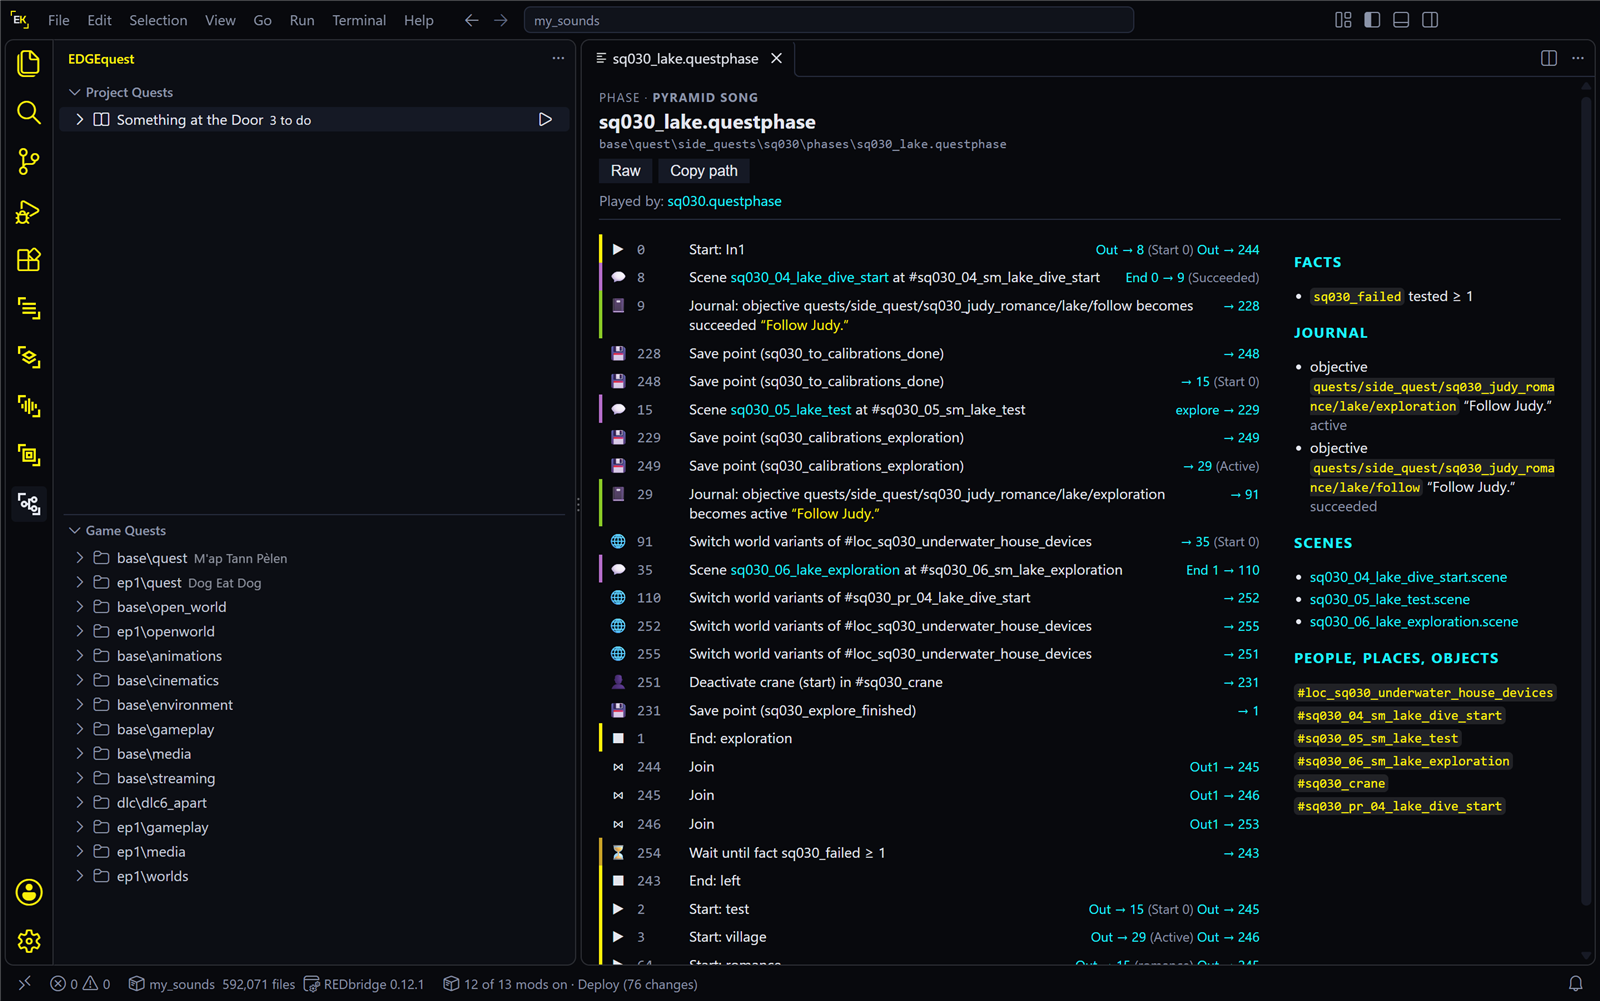 EK File Edit Selection View Go Run Terminal Help my_sounds
EDGEquest
Project Quests
Something at the Door 3 to do
Game Quests
base\quest M'ap Tann Pèlen
ep1\quest Dog Eat Dog
base\open_world
ep1\openworld
base\animations
base\cinematics
base\environment
base\gameplay
base\media
base\streaming
dlc\dlc6_apart
ep1\gameplay
ep1\media
ep1\worlds
sq030_lake.questphase
PHASE · PYRAMID SONG
sq030_lake.questphase
base\quest\side_quests\sq030\phases\sq030_lake.questphase
Raw Copy path
Played by: sq030.questphase
0 Start: In1 Out → 8 (Start 0) Out → 244
8 Scene sq030_04_lake_dive_start at #sq030_04_sm_lake_dive_start End 0 → 9 (Succeeded)
9 Journal: objective quests/side_quest/sq030_judy_romance/lake/follow becomes → 228
succeeded “Follow Judy.”
228 Save point (sq030_to_calibrations_done) → 248
248 Save point (sq030_to_calibrations_done) → 15 (Start 0)
15 Scene sq030_05_lake_test at #sq030_05_sm_lake_test explore → 229
229 Save point (sq030_calibrations_exploration) → 249
249 Save point (sq030_calibrations_exploration) → 29 (Active)
29 Journal: objective quests/side_quest/sq030_judy_romance/lake/exploration → 91
becomes active “Follow Judy.”
91 Switch world variants of #loc_sq030_underwater_house_devices → 35 (Start 0)
35 Scene sq030_06_lake_exploration at #sq030_06_sm_lake_exploration End 1 → 110
110 Switch world variants of #sq030_pr_04_lake_dive_start → 252
252 Switch world variants of #loc_sq030_underwater_house_devices → 255
255 Switch world variants of #loc_sq030_underwater_house_devices → 251
251 Deactivate crane (start) in #sq030_crane → 231
231 Save point (sq030_explore_finished) → 1
1 End: exploration
244 Join Out1 → 245
245 Join Out1 → 246
246 Join Out1 → 253
254 Wait until fact sq030_failed ≥ 1 → 243
243 End: left
2 Start: test Out → 15 (Start 0) Out → 245
3 Start: village Out → 29 (Active) Out → 246
64 Start: romance Out → 15 (romance) Out → 245
FACTS
• sq030_failed tested ≥ 1
JOURNAL
• objective
quests/side_quest/sq030_judy_roma
nce/lake/exploration “Follow Judy.”
active
• objective
quests/side_quest/sq030_judy_roma
nce/lake/follow “Follow Judy.”
succeeded
SCENES
• sq030_04_lake_dive_start.scene
• sq030_05_lake_test.scene
• sq030_06_lake_exploration.scene
PEOPLE, PLACES, OBJECTS
#loc_sq030_underwater_house_devices
#sq030_04_sm_lake_dive_start
#sq030_05_sm_lake_test
#sq030_06_sm_lake_exploration
#sq030_crane
#sq030_pr_04_lake_dive_start
0 0 my_sounds 592,071 files REDbridge 0.12.1 12 of 13 mods on · Deploy (76 changes)